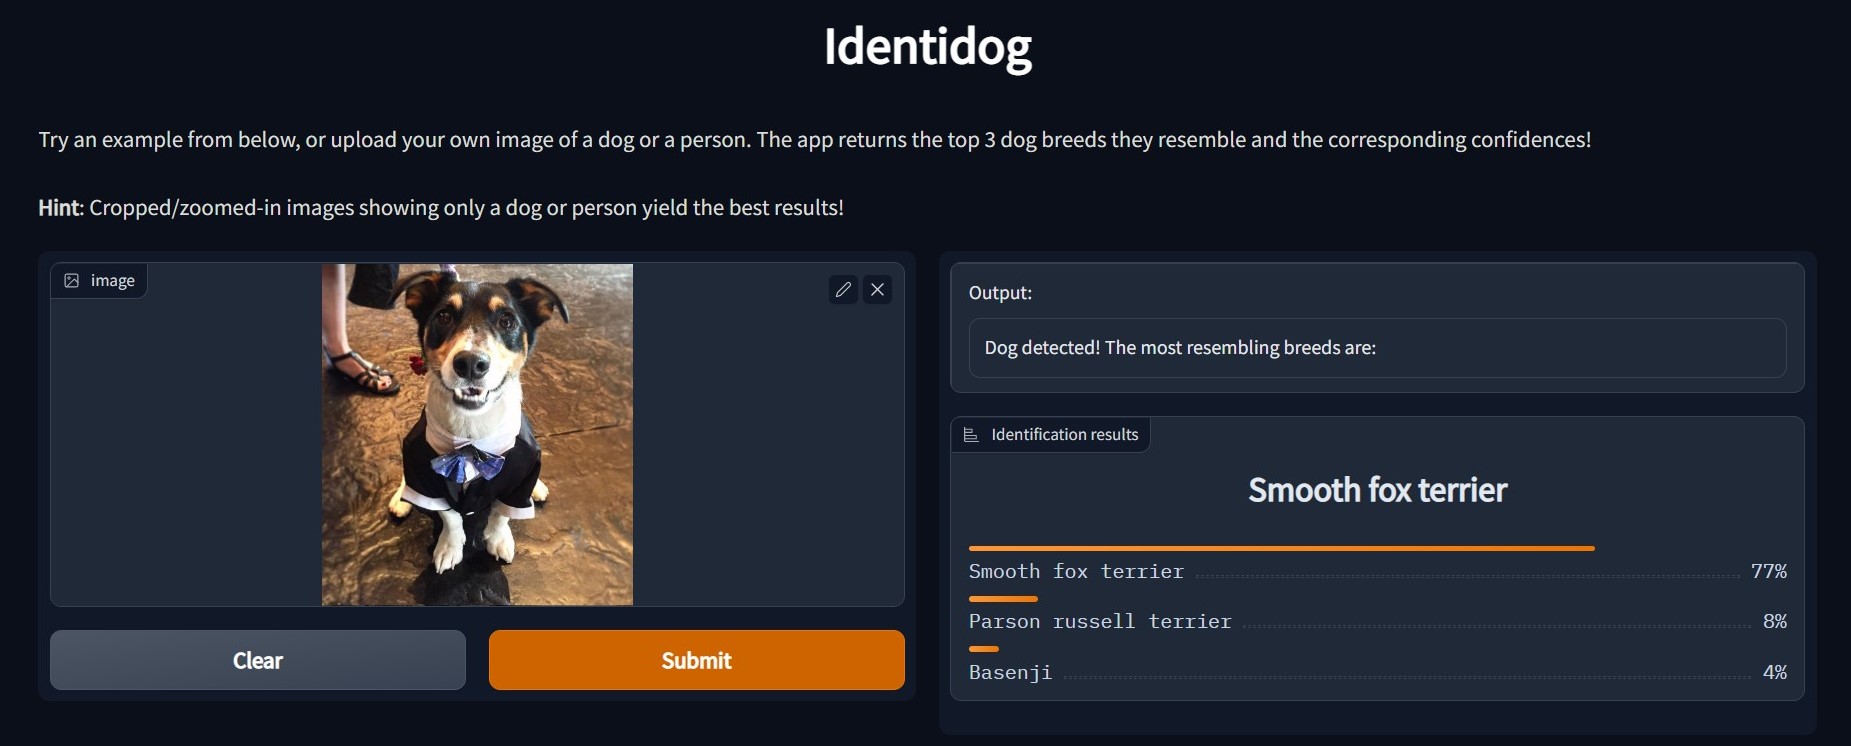 Identidog
Try an example from below, or upload your own image of a dog or a person. The app returns the top 3 dog breeds they resemble and the corresponding confidences!
Hint: Cropped/zoomed-in images showing only a dog or person yield the best results!
image
Clear
Submit
Output:
Dog detected! The most resembling breeds are:
Identification results
Smooth fox terrier
Smooth fox terrier 77%
Parson russell terrier 8%
Basenji 4%